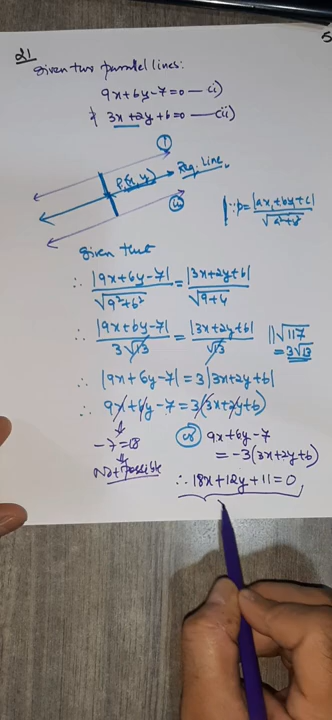 21
5
Given two parallel lines:
9x+6y-7=0 —(i)
& 3x+2y+6=0 —(ii)
(i)
P(x,y)
Req. Line.
(ii)
∵ p = |ax₁+by₁+c| / √(a²+b²)
Given that
∴ |9x+6y-7| / √(9²+6²) = |3x+2y+6| / √(9+4)
∴ |9x+6y-7| / 3√13 = |3x+2y+6| / √13
||√117
= 3√13
∴ |9x+6y-7| = 3|3x+2y+6|
∴ 9x+6y-7 = 3(3x+2y+6)
-7=18
Not possible
or 9x+6y-7
= -3(3x+2y+6)
∴ 18x+12y+11=0